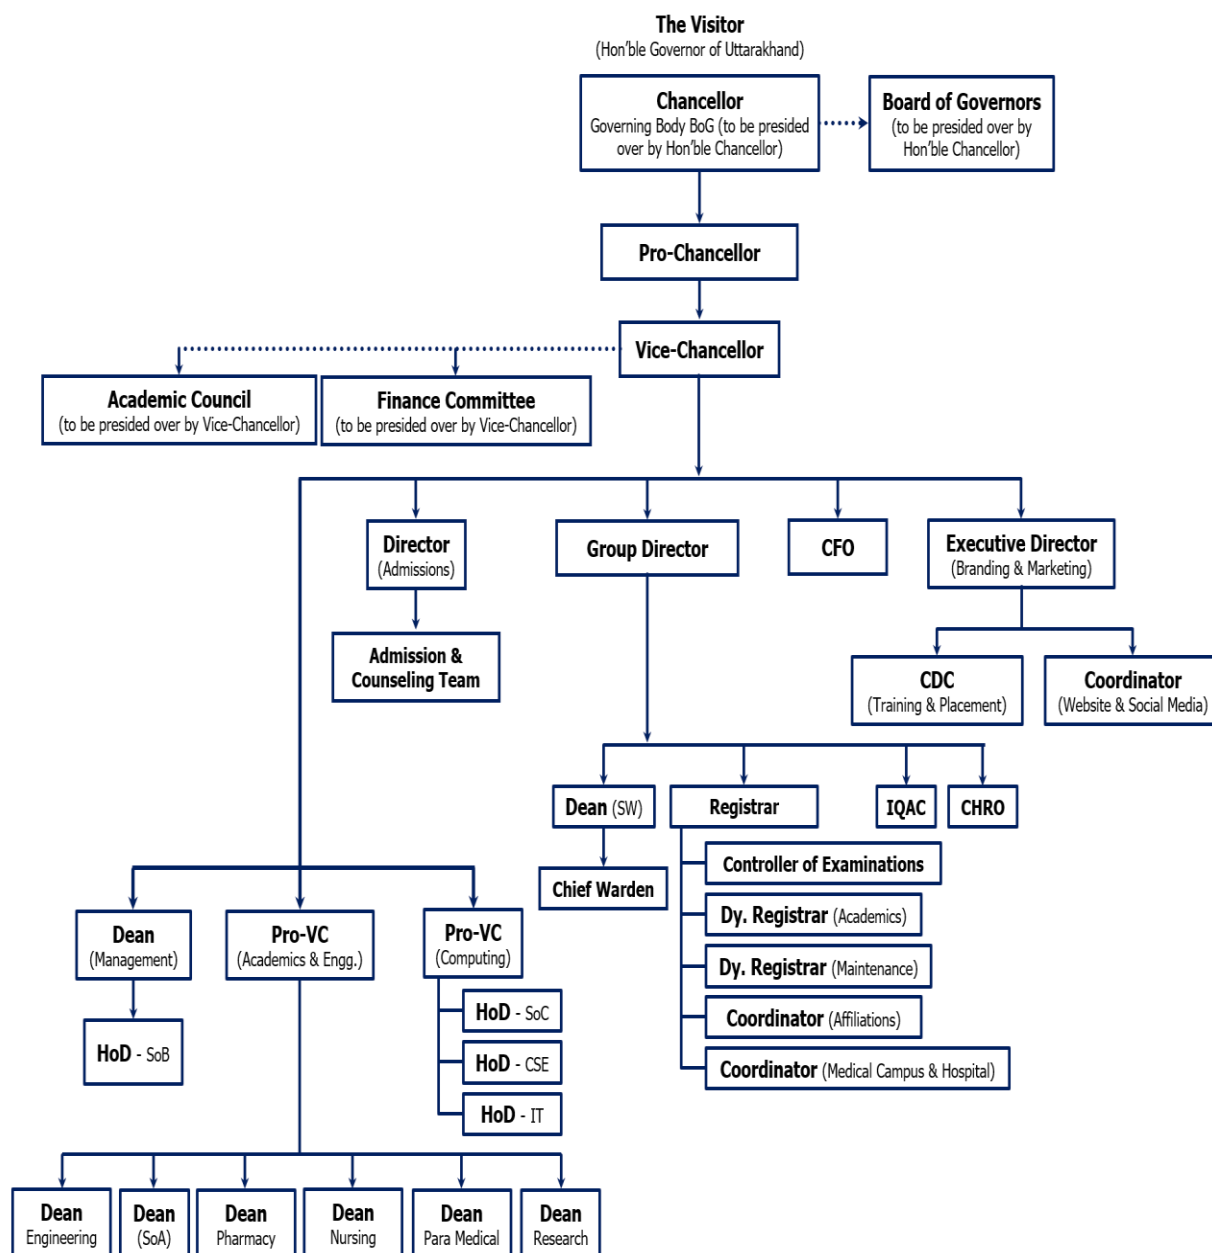 The Visitor
(Hon'ble Governor of Uttarakhand)
Chancellor
Governing Body BoG (to be presided
over by Hon'ble Chancellor)
Board of Governors
(to be presided over by
Hon'ble Chancellor)
Pro-Chancellor
Vice-Chancellor
Academic Council
(to be presided over by Vice-Chancellor)
Finance Committee
(to be presided over by Vice-Chancellor)
Director
(Admissions)
Group Director
CFO
Executive Director
(Branding & Marketing)
Admission &
Counseling Team
CDC
(Training & Placement)
Coordinator
(Website & Social Media)
Dean (SW)
Registrar
IQAC
CHRO
Chief Warden
Controller of Examinations
Dy. Registrar (Academics)
Dy. Registrar (Maintenance)
Coordinator (Affiliations)
Coordinator (Medical Campus & Hospital)
Dean
(Management)
Pro-VC
(Academics & Engg.)
Pro-VC
(Computing)
HoD - SoB
HoD - SoC
HoD - CSE
HoD - IT
Dean
Engineering
Dean
(SoA)
Dean
Pharmacy
Dean
Nursing
Dean
Para Medical
Dean
Research